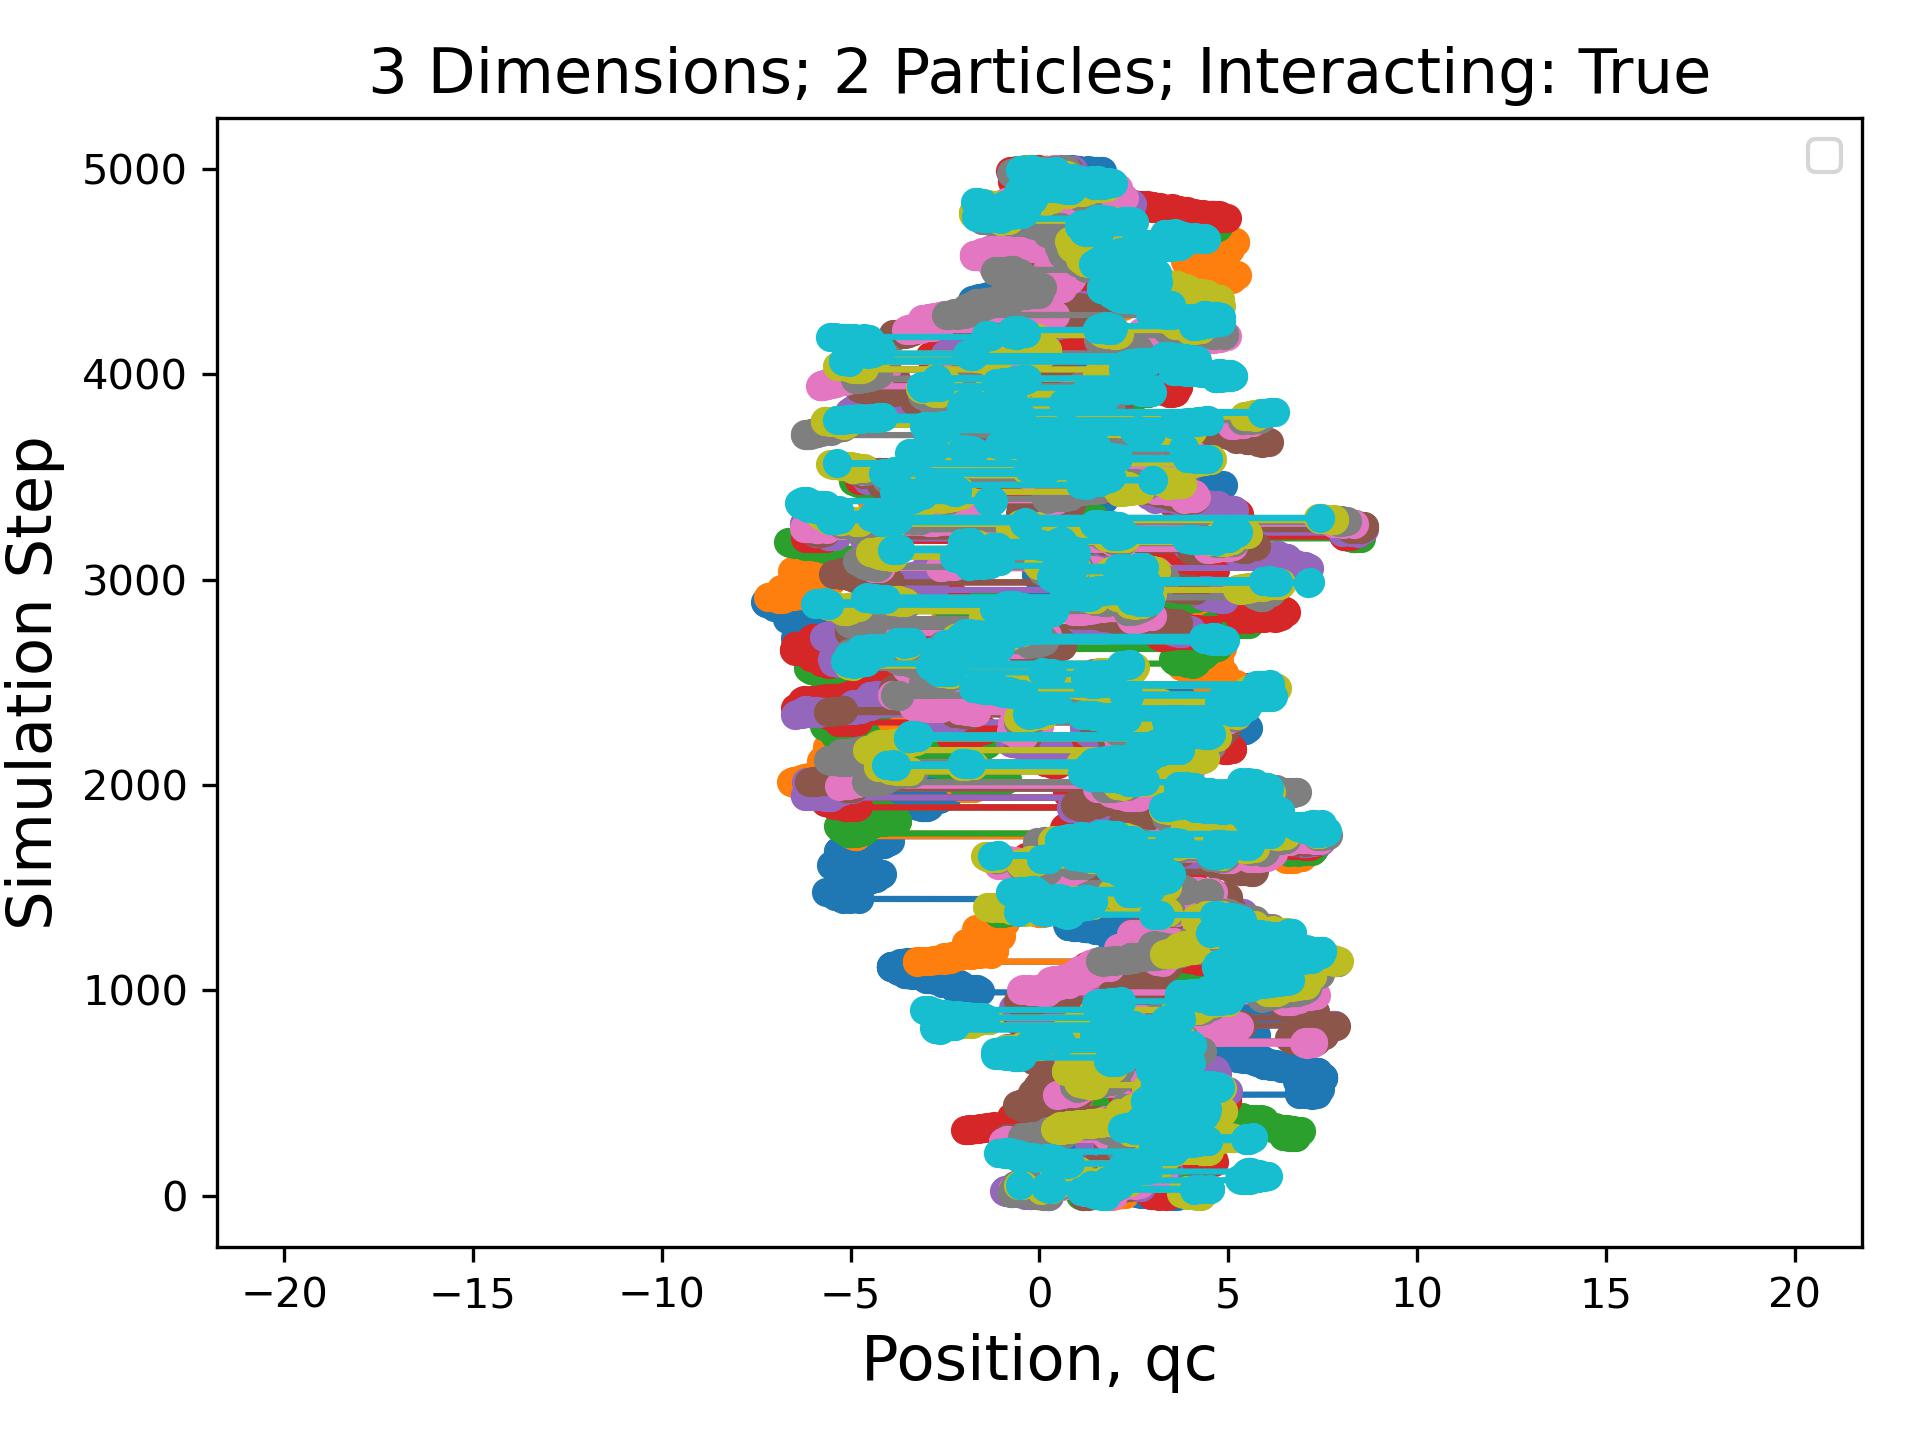 3 Dimensions; 2 Particles; Interacting: True
5000
4000
3000
2000
1000
0
Simulation Step
−20 −15 −10 −5 0 5 10 15 20
Position, qc